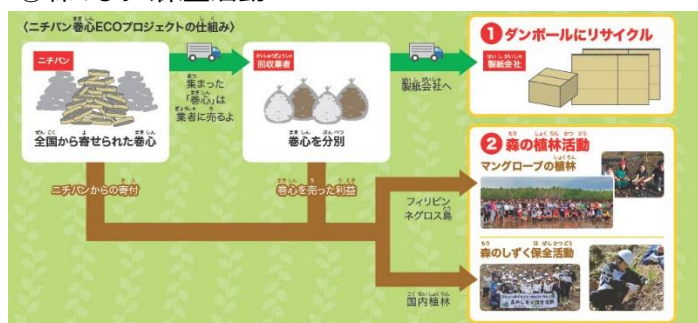 〈ニチバン巻心ECOプロジェクトの仕組み〉
ニチバン
全国から寄せられた巻心
集まった
「巻心」は
業者に売るよ
回収業者
巻心を分別
製紙会社へ
1 ダンボールにリサイクル
製紙会社
ニチバンからの寄付
巻心を売った利益
フィリピン
ネグロス島
国内植林
2 森の植林活動
マングローブの植林
森のしずく保全活動